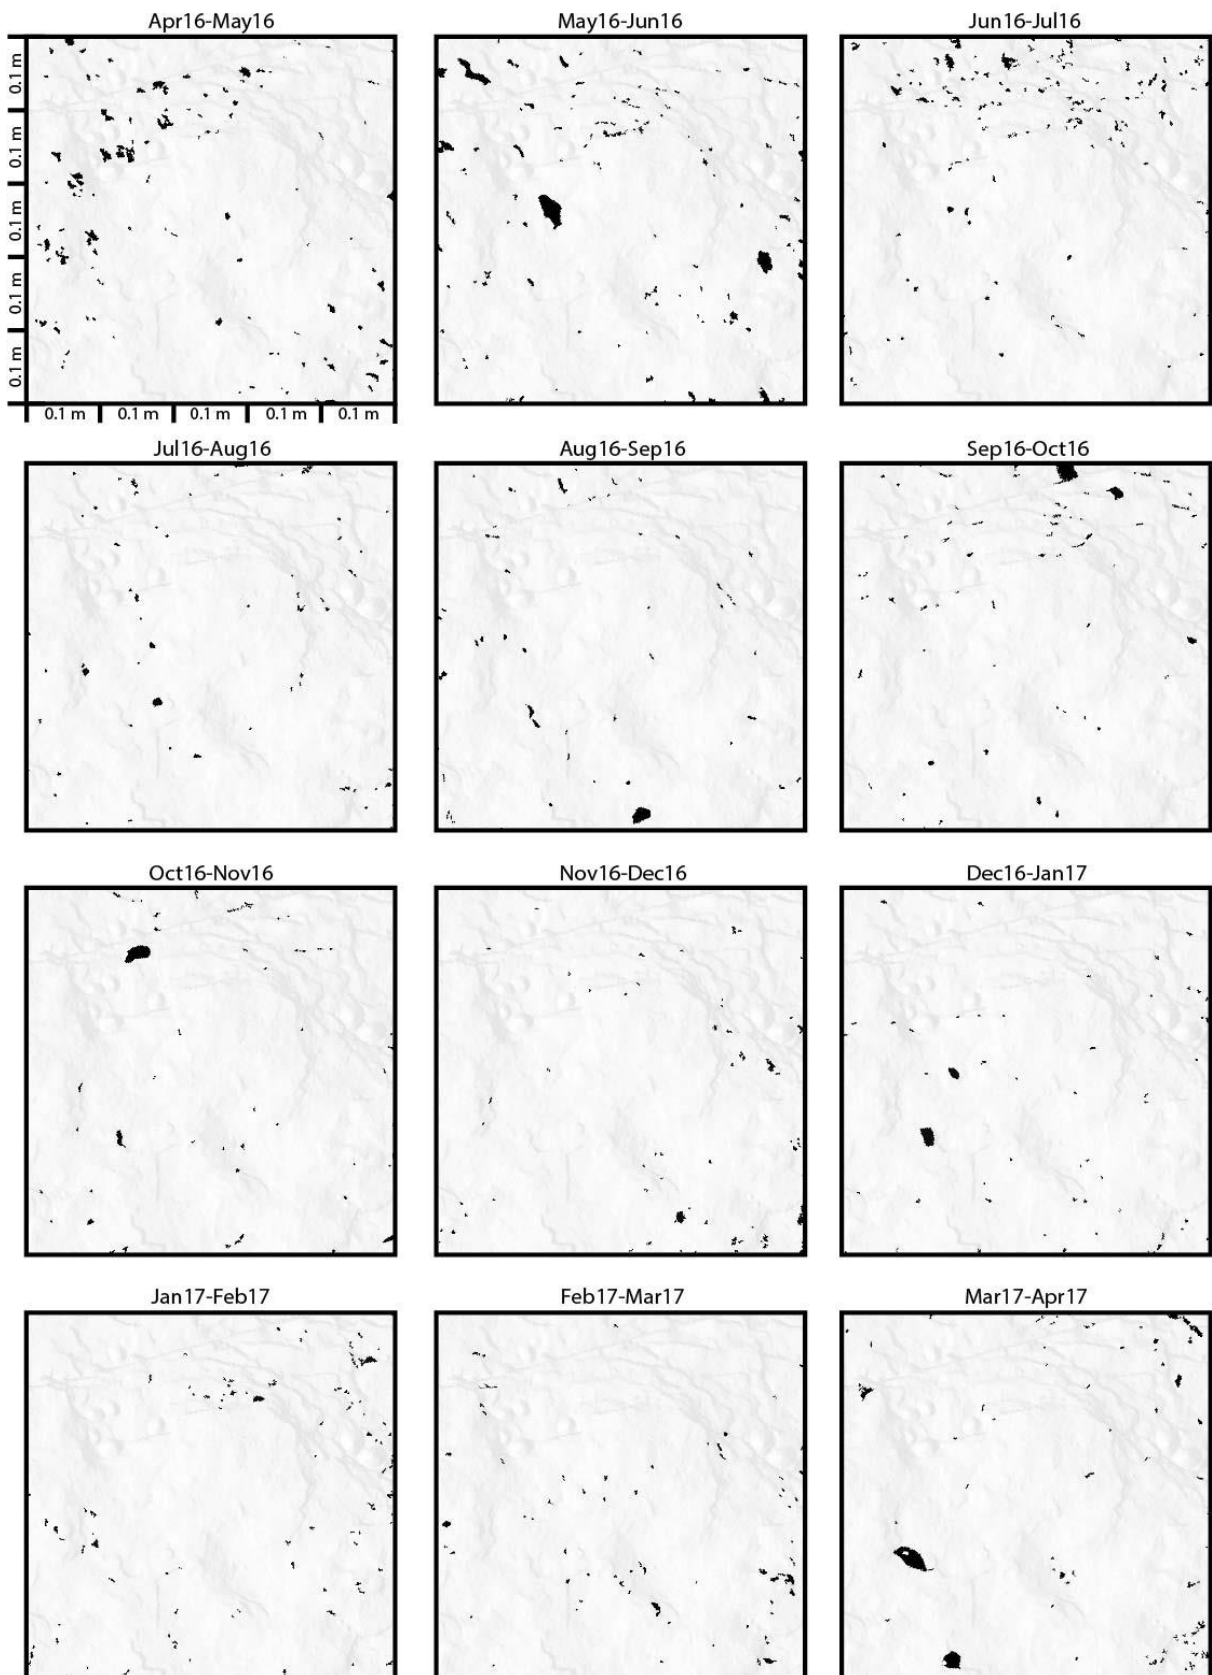 Apr16-May16 May16-Jun16 Jun16-Jul16
0.1 m
0.1 m
0.1 m
0.1 m
0.1 m
0.1 m 0.1 m 0.1 m 0.1 m 0.1 m
Jul16-Aug16 Aug16-Sep16 Sep16-Oct16
Oct16-Nov16 Nov16-Dec16 Dec16-Jan17
Jan17-Feb17 Feb17-Mar17 Mar17-Apr17